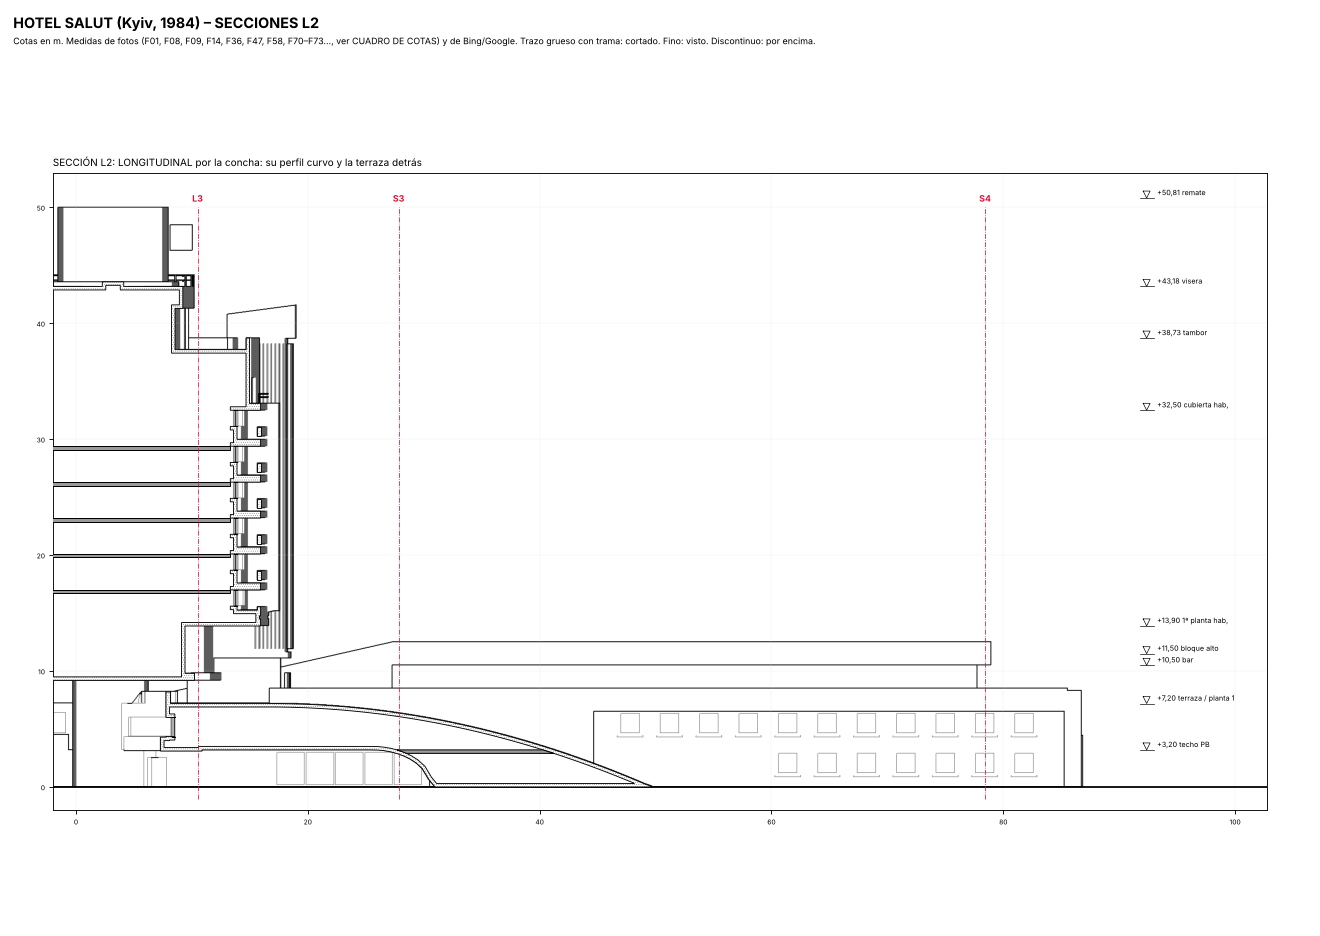 HOTEL SALUT (Kyiv, 1984) – SECCIONES L2
Cotas en m. Medidas de fotos (F01, F08, F09, F14, F36, F47, F58, F70–F73..., ver CUADRO DE COTAS) y de Bing/Google. Trazo grueso con trama: cortado. Fino: visto. Discontinuo: por encima.
SECCIÓN L2: LONGITUDINAL por la concha: su perfil curvo y la terraza detrás
L3
S3
S4
+50,81 remate
+43,18 visera
+38,73 tambor
+32,50 cubierta hab,
+13,90 1ª planta hab,
+11,50 bloque alto
+10,50 bar
+7,20 terraza / planta 1
+3,20 techo PB
50
40
30
20
10
0
0
20
40
60
80
100